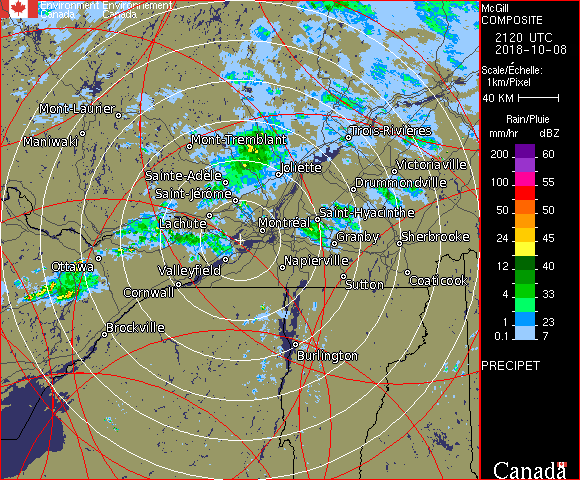 Environment Environnement
Canada Canada
Mont-Laurier
Maniwaki
Mont-Tremblant
Trois-Rivières
Joliette
Victoriaville
Sainte-Adèle
Drummondville
Saint-Jérome
Lachute
Montréal
Saint-Hyacinthe
Granby
Sherbrooke
Ottawa
Valleyfield
Napierville
Cornwall
Sutton
Coaticook
Brockville
Burlington
McGill
COMPOSITE
2120 UTC
2018-10-08
Scale/Échelle:
1km/Pixel
40 KM
Rain/Pluie
mm/hr dBZ
200 60
100 55
50 50
24 45
12 40
4 33
1 23
0.1 7
PRECIPET
Canada